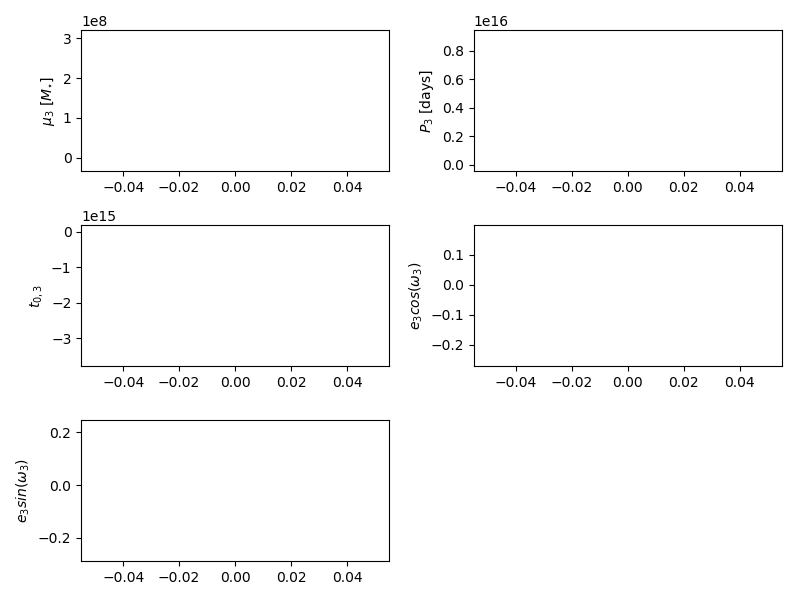 1e8
3
2
1
0
μ₃ [M⋆]
−0.04 −0.02 0.00 0.02 0.04
1e16
0.8
0.6
0.4
0.2
0.0
P₃ [days]
−0.04 −0.02 0.00 0.02 0.04
1e15
0
−1
−2
−3
t₀,₃
−0.04 −0.02 0.00 0.02 0.04
0.1
0.0
−0.1
−0.2
e₃cos(ω₃)
−0.04 −0.02 0.00 0.02 0.04
0.2
0.0
−0.2
e₃sin(ω₃)
−0.04 −0.02 0.00 0.02 0.04